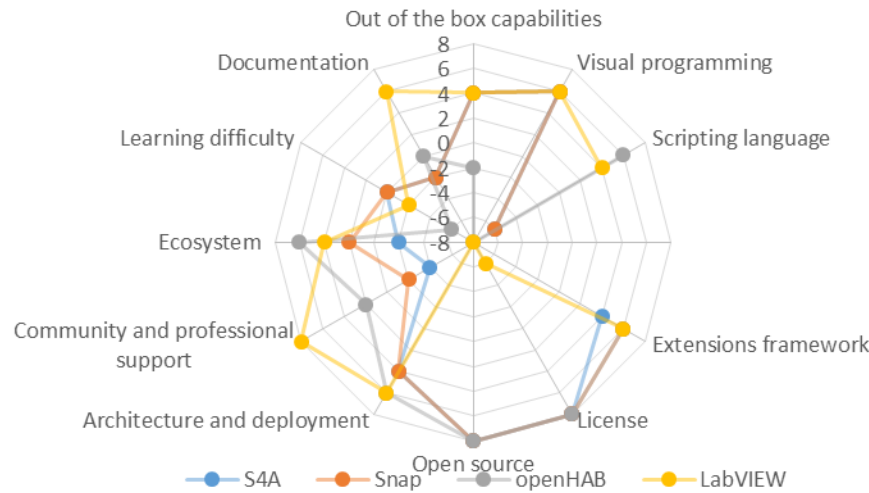 Out of the box capabilities
8
6
4
2
0
-2
-4
-6
-8
Documentation
Visual programming
Learning difficulty
Scripting language
Ecosystem
Community and professional
support
Extensions framework
Architecture and deployment
License
Open source
S4A
Snap
openHAB
LabVIEW